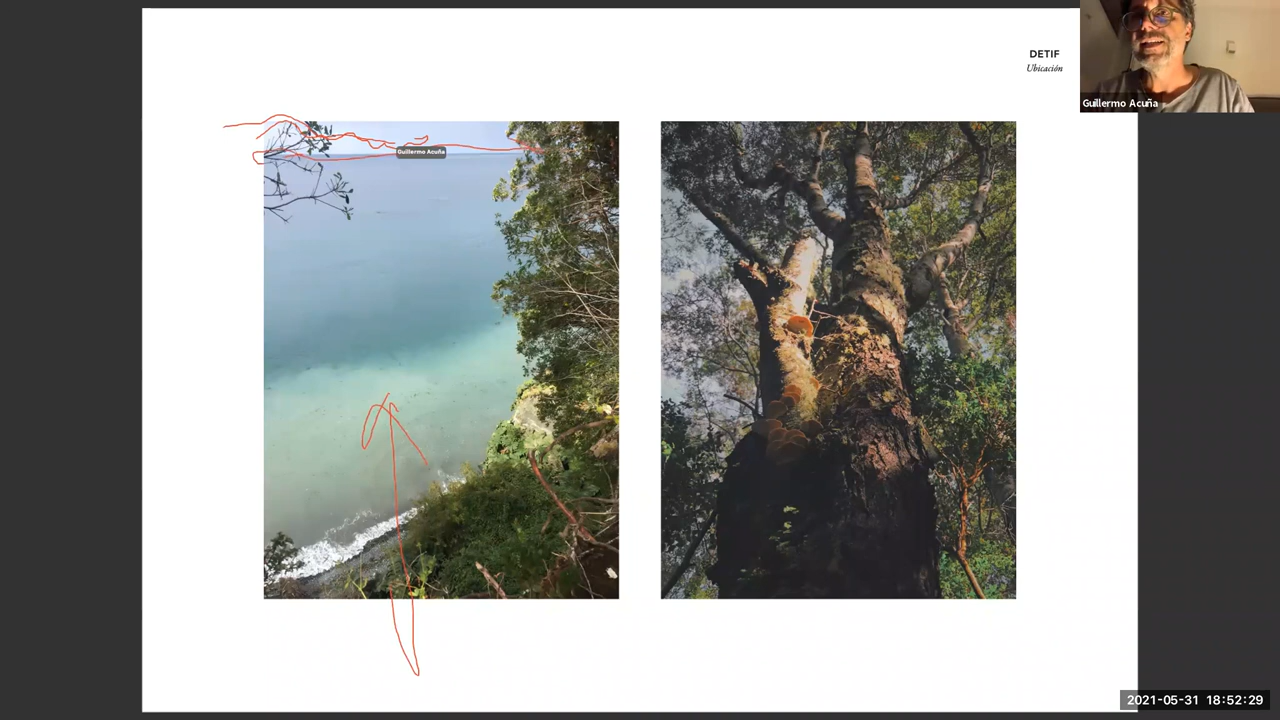 DETIF
Ubicación
Guillermo Acuña
Guillermo Acuña
2021-05-31 18:52:29